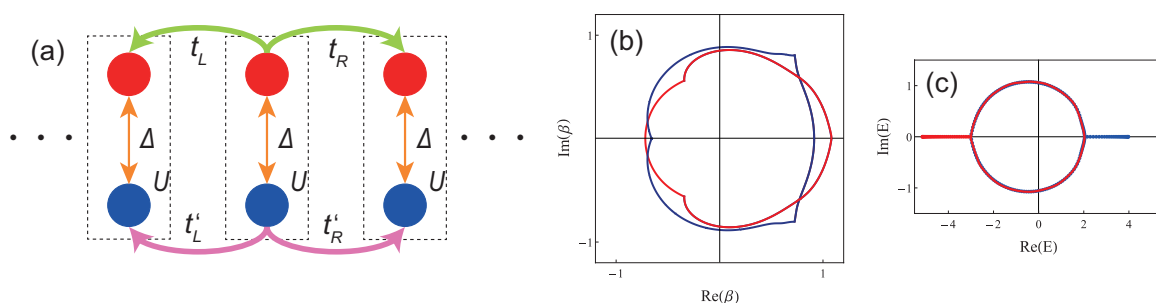 (a)
t_L
t_R
Δ
Δ
Δ
U
U
U
t'_L
t'_R
(b)
1
-1
-1
1
Im(β)
Re(β)
(c)
1
0
-1
-4
-2
0
2
4
Im(E)
Re(E)